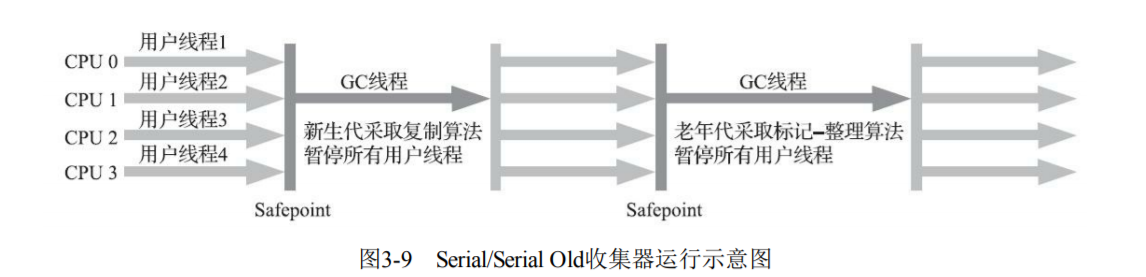 用户线程1
CPU 0
用户线程2
CPU 1
用户线程3
CPU 2
用户线程4
CPU 3
GC线程
新生代采取复制算法
暂停所有用户线程
GC线程
老年代采取标记–整理算法
暂停所有用户线程
Safepoint
Safepoint
图3-9 Serial/Serial Old收集器运行示意图